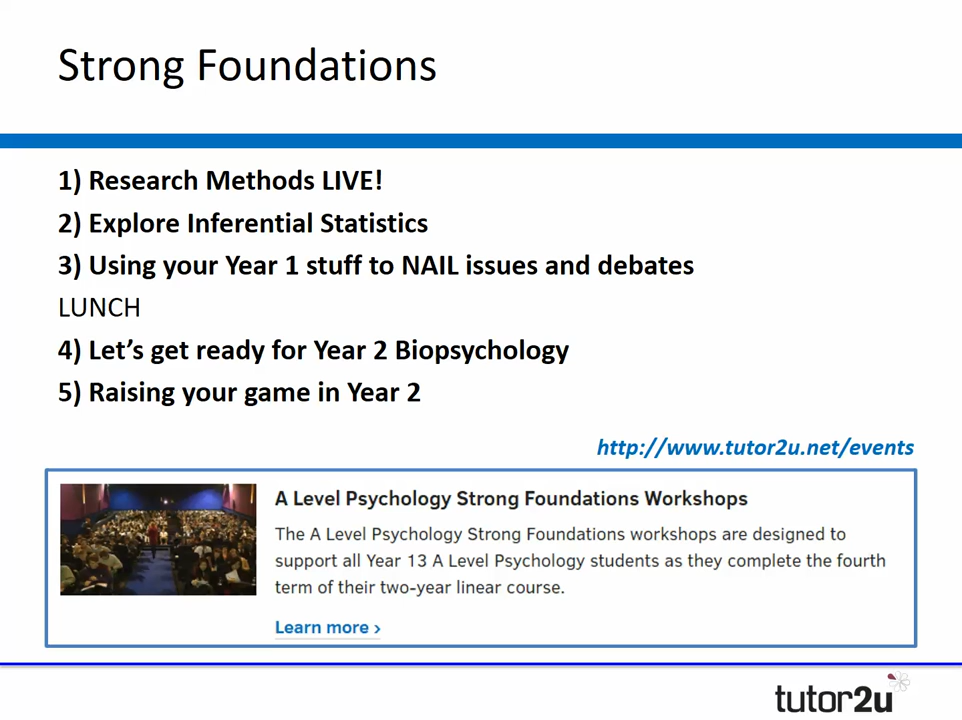 Strong Foundations
1) Research Methods LIVE!
2) Explore Inferential Statistics
3) Using your Year 1 stuff to NAIL issues and debates
LUNCH
4) Let’s get ready for Year 2 Biopsychology
5) Raising your game in Year 2
http://www.tutor2u.net/events
A Level Psychology Strong Foundations Workshops
The A Level Psychology Strong Foundations workshops are designed to
support all Year 13 A Level Psychology students as they complete the fourth
term of their two-year linear course.
Learn more ›
tutor2u